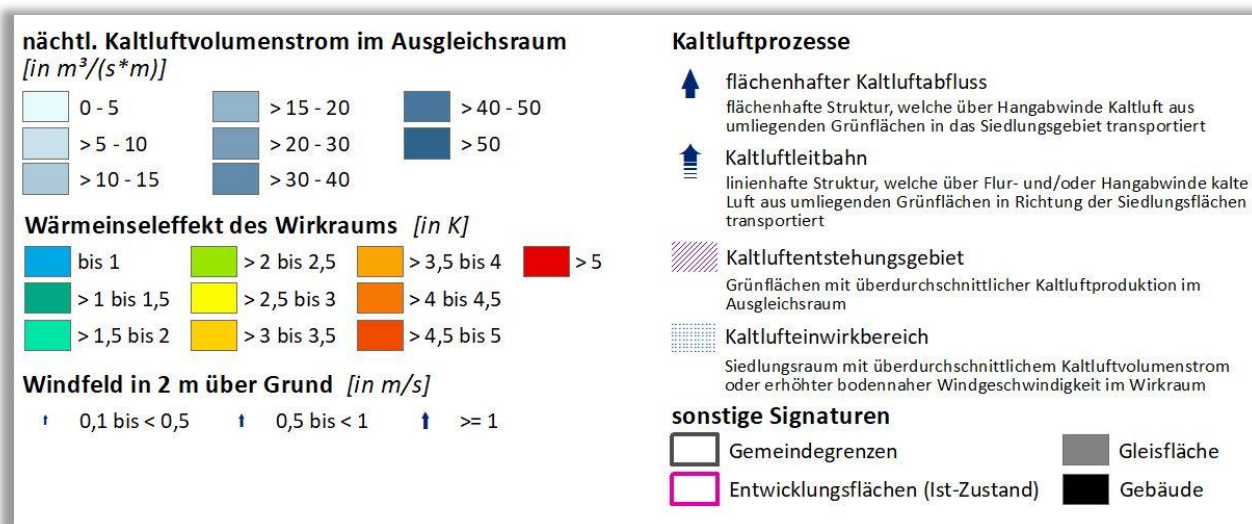 nächtl. Kaltluftvolumenstrom im Ausgleichsraum
[in m³/(s*m)]
0 - 5
> 15 - 20
> 40 - 50
> 5 - 10
> 20 - 30
> 50
> 10 - 15
> 30 - 40
Wärmeinseleffekt des Wirkraums [in K]
bis 1
> 2 bis 2,5
> 3,5 bis 4
> 5
> 1 bis 1,5
> 2,5 bis 3
> 4 bis 4,5
> 1,5 bis 2
> 3 bis 3,5
> 4,5 bis 5
Windfeld in 2 m über Grund [in m/s]
0,1 bis < 0,5
0,5 bis < 1
>= 1
Kaltluftprozesse
flächenhafter Kaltluftabfluss
flächenhafte Struktur, welche über Hangabwinde Kaltluft aus
umliegenden Grünflächen in das Siedlungsgebiet transportiert
Kaltluftleitbahn
linienhafte Struktur, welche über Flur- und/oder Hangabwinde kalte
Luft aus umliegenden Grünflächen in Richtung der Siedlungsflächen
transportiert
Kaltluftentstehungsgebiet
Grünflächen mit überdurchschnittlicher Kaltluftproduktion im
Ausgleichsraum
Kaltlufteinwirkbereich
Siedlungsraum mit überdurchschnittlichem Kaltluftvolumenstrom
oder erhöhter bodennaher Windgeschwindigkeit im Wirkraum
sonstige Signaturen
Gemeindegrenzen
Gleisfläche
Entwicklungsflächen (Ist-Zustand)
Gebäude